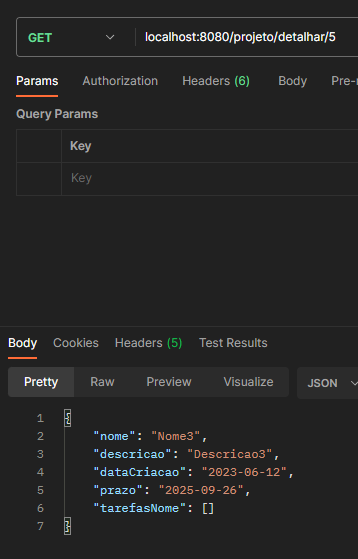 GET localhost:8080/projeto/detalhar/5
Params Authorization Headers (6) Body Pre-r
Query Params
Key
Key
Body Cookies Headers (5) Test Results
Pretty Raw Preview Visualize JSON
1 {
2 "nome": "Nome3",
3 "descricao": "Descricao3",
4 "dataCriacao": "2023-06-12",
5 "prazo": "2025-09-26",
6 "tarefasNome": []
7 }